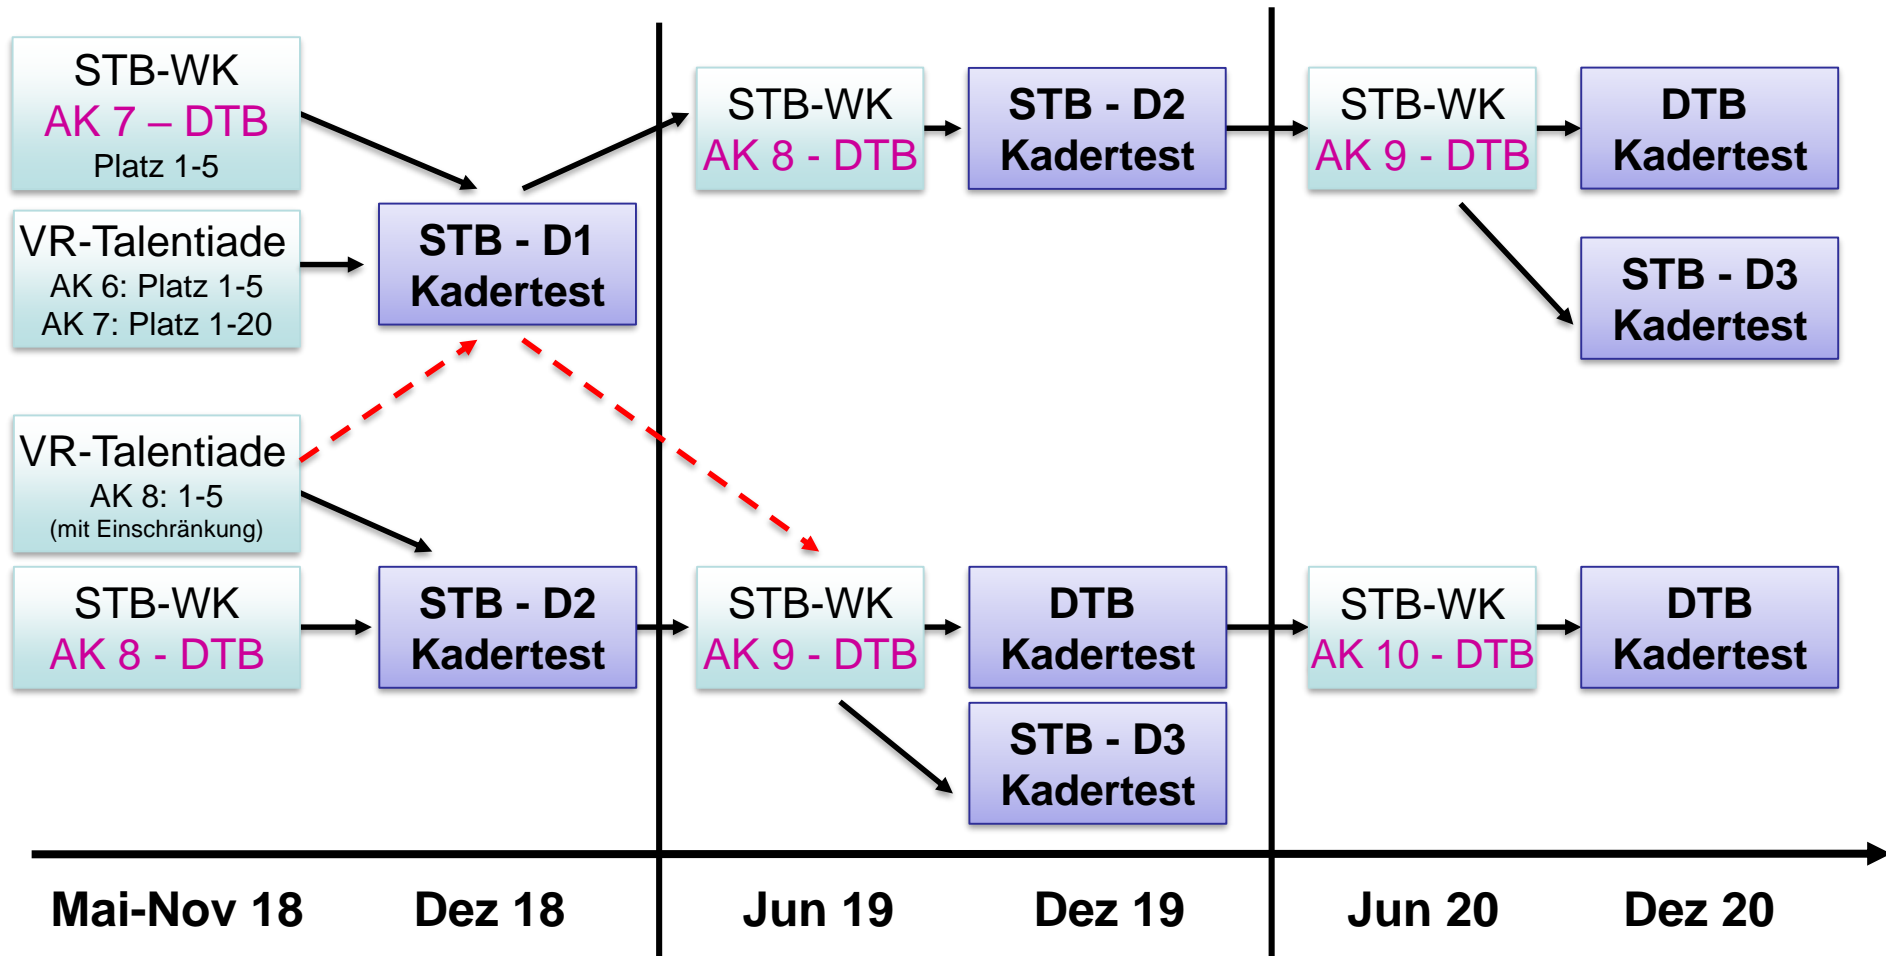 STB-WK
AK 7 – DTB
Platz 1-5
VR-Talentiade
AK 6: Platz 1-5
AK 7: Platz 1-20
VR-Talentiade
AK 8: 1-5
(mit Einschränkung)
STB-WK
AK 8 - DTB
STB - D1
Kadertest
STB - D2
Kadertest
STB-WK
AK 8 - DTB
STB - D2
Kadertest
STB-WK
AK 9 - DTB
DTB
Kadertest
STB - D3
Kadertest
STB-WK
AK 9 - DTB
DTB
Kadertest
STB - D3
Kadertest
STB-WK
AK 10 - DTB
DTB
Kadertest
Mai-Nov 18
Dez 18
Jun 19
Dez 19
Jun 20
Dez 20